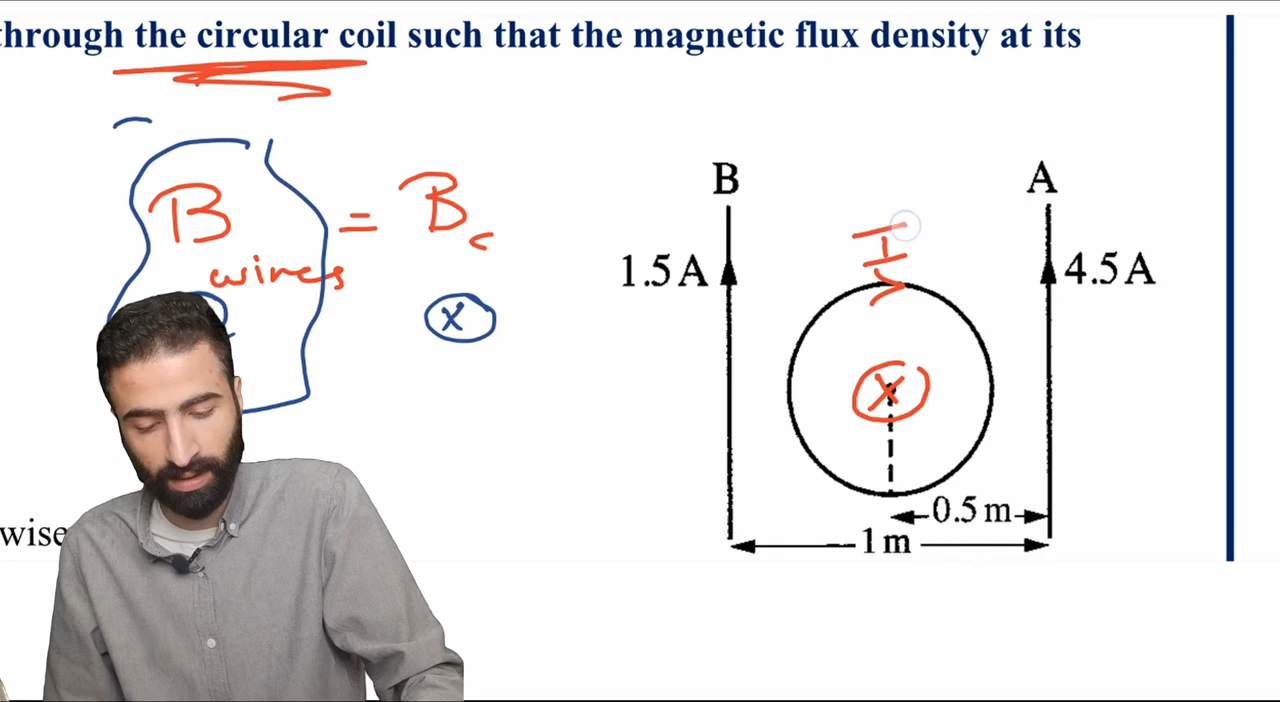 through the circular coil such that the magnetic flux density at its
B wires = Bc
x
B
A
1.5 A
4.5 A
x
0.5 m
1 m
wise